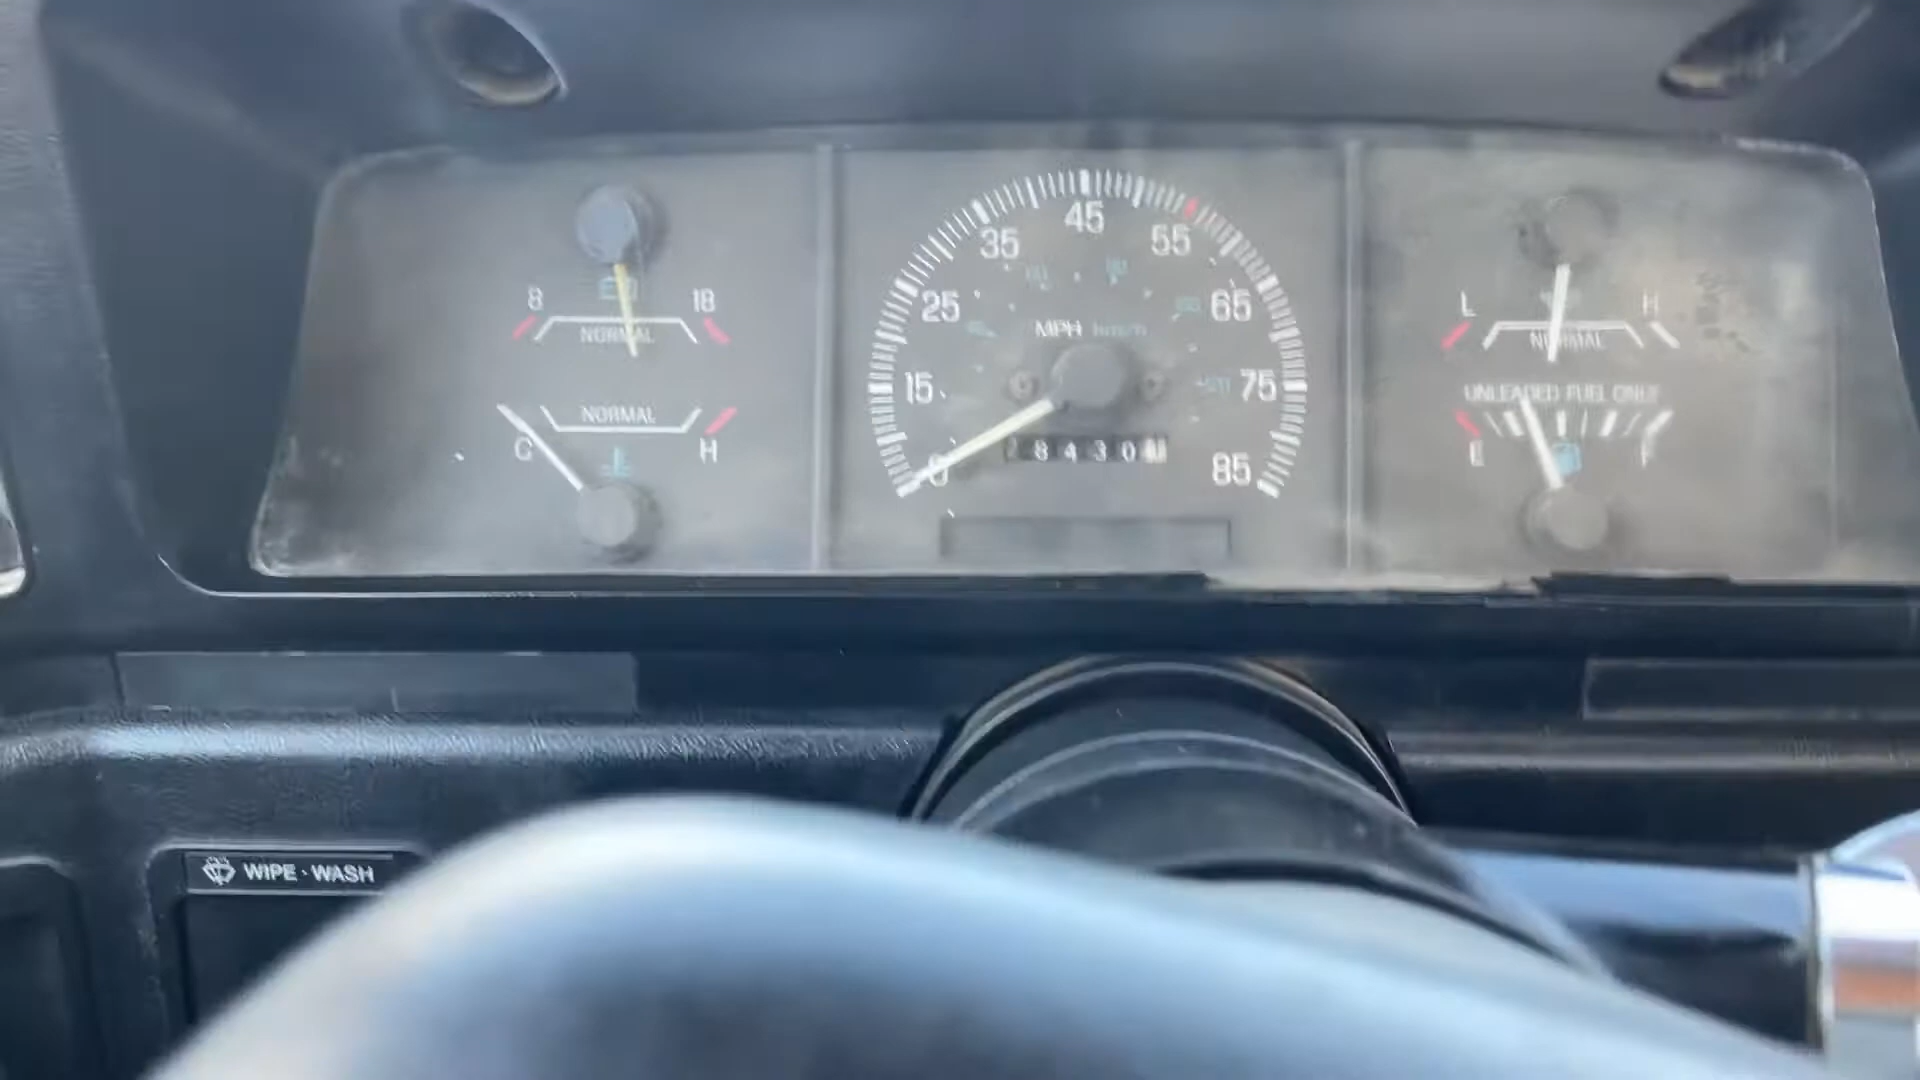 8 18
NORMAL
C NORMAL H
45
35 55
25 65
MPH km/h
15 75
8430
0 85
L H
NORMAL
UNLEADED FUEL ONLY
E F
WIPE·WASH